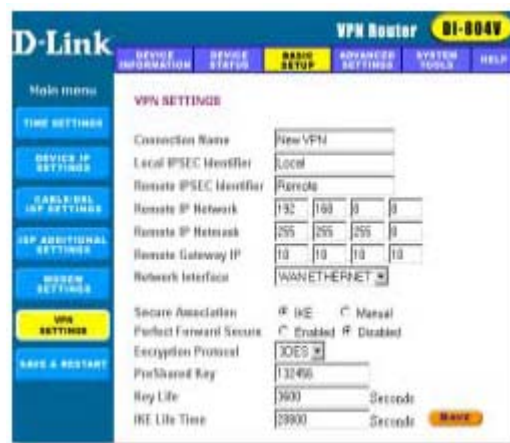 D-Link
VPN Router DI-804V
DEVICE INFORMATION
DEVICE STATUS
BASIC SETUP
ADVANCED SETTINGS
SYSTEM TOOLS
HELP
Main menu
TIME SETTINGS
DEVICE IP SETTINGS
CABLE/DSL ISP SETTINGS
ISP ADDITIONAL SETTINGS
MODEM SETTINGS
VPN SETTINGS
SAVE & RESTART
VPN SETTINGS
Connection Name New VPN
Local IPSEC Identifier Local
Remote IPSEC Identifier Remote
Remote IP Network 192 168 0 0
Remote IP Netmask 255 255 255 0
Remote Gateway IP 10 10 10 10
Network Interface WAN ETHERNET
Secure Association IKE Manual
Perfect Forward Secure Enabled Disabled
Encryption Protocol 3DES
PreShared Key
Key Life 3600 Seconds
IKE Life Time 28800 Seconds
Save